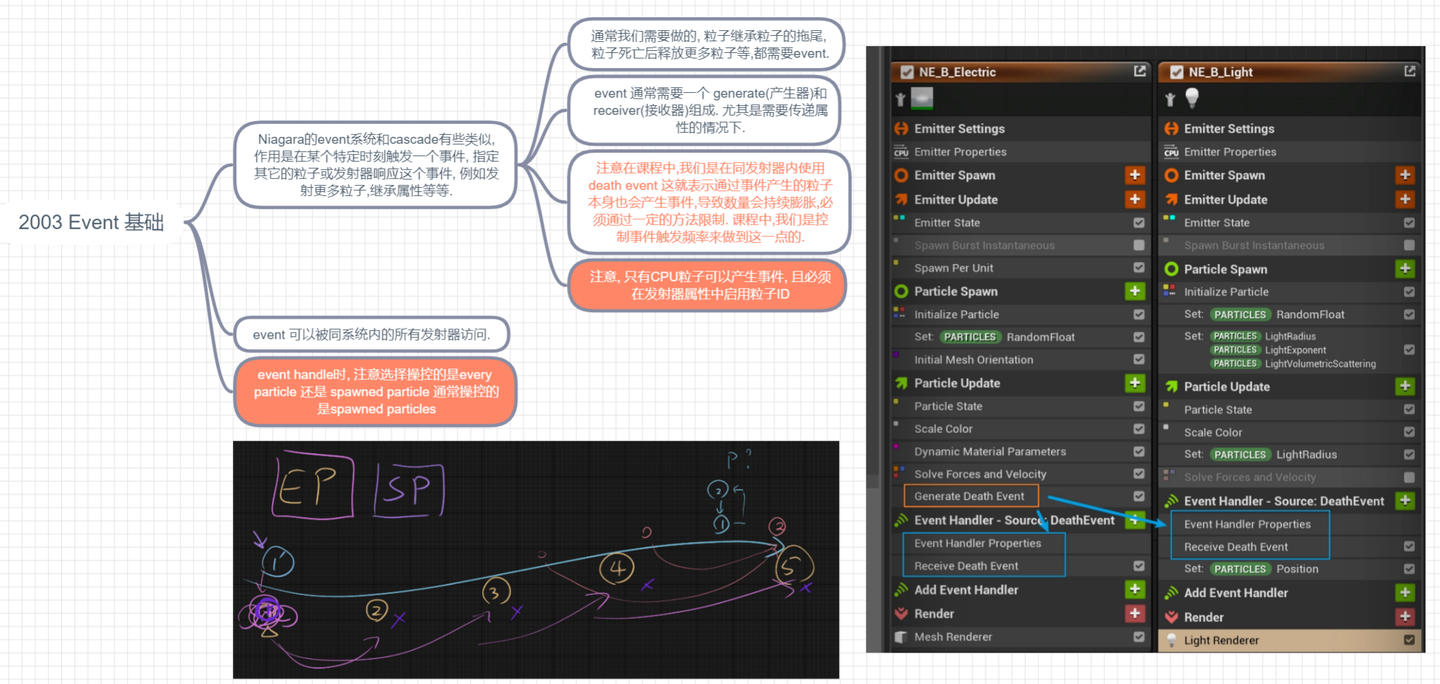 2003 Event 基础
Niagara的event系统和cascade有些类似,
作用是在某个特定时刻触发一个事件, 指定
其它的粒子或发射器响应这个事件, 例如发
射更多粒子,继承属性等等.
通常我们需要做的, 粒子继承粒子的拖尾,
粒子死亡后释放更多粒子等,都需要event.
event 通常需要一个 generate(产生器)和
receiver(接收器)组成. 尤其是需要传递属
性的情况下.
注意在课程中,我们是在同发射器内使用
death event 这就表示通过事件产生的粒子
本身也会产生事件,导致数量会持续膨胀,必
须通过一定的方法限制. 课程中,我们是控
制事件触发频率来做到这一点的.
注意, 只有CPU粒子可以产生事件, 且必须
在发射器属性中启用粒子ID
event 可以被同系统内的所有发射器访问.
event handle时, 注意选择操控的是every
particle 还是 spawned particle 通常操控的
是spawned particles
EP
SP
P?
②
①
③
①
②
③
④
⑤
NE_B_Electric
Emitter Settings
CPU Emitter Properties
Emitter Spawn
Emitter Update
Emitter State
Spawn Burst Instantaneous
Spawn Per Unit
Particle Spawn
Initialize Particle
Set: PARTICLES RandomFloat
Initial Mesh Orientation
Particle Update
Particle State
Scale Color
Dynamic Material Parameters
Solve Forces and Velocity
Generate Death Event
Event Handler - Source: DeathEvent
Event Handler Properties
Receive Death Event
Add Event Handler
Render
Mesh Renderer
NE_B_Light
Emitter Settings
CPU Emitter Properties
Emitter Spawn
Emitter Update
Emitter State
Spawn Burst Instantaneous
Particle Spawn
Initialize Particle
Set: PARTICLES RandomFloat
Set: PARTICLES LightRadius
PARTICLES LightExponent
PARTICLES LightVolumetricScattering
Particle Update
Particle State
Scale Color
Set: PARTICLES LightRadius
Solve Forces and Velocity
Event Handler - Source: DeathEvent
Event Handler Properties
Receive Death Event
Set: PARTICLES Position
Add Event Handler
Render
Light Renderer